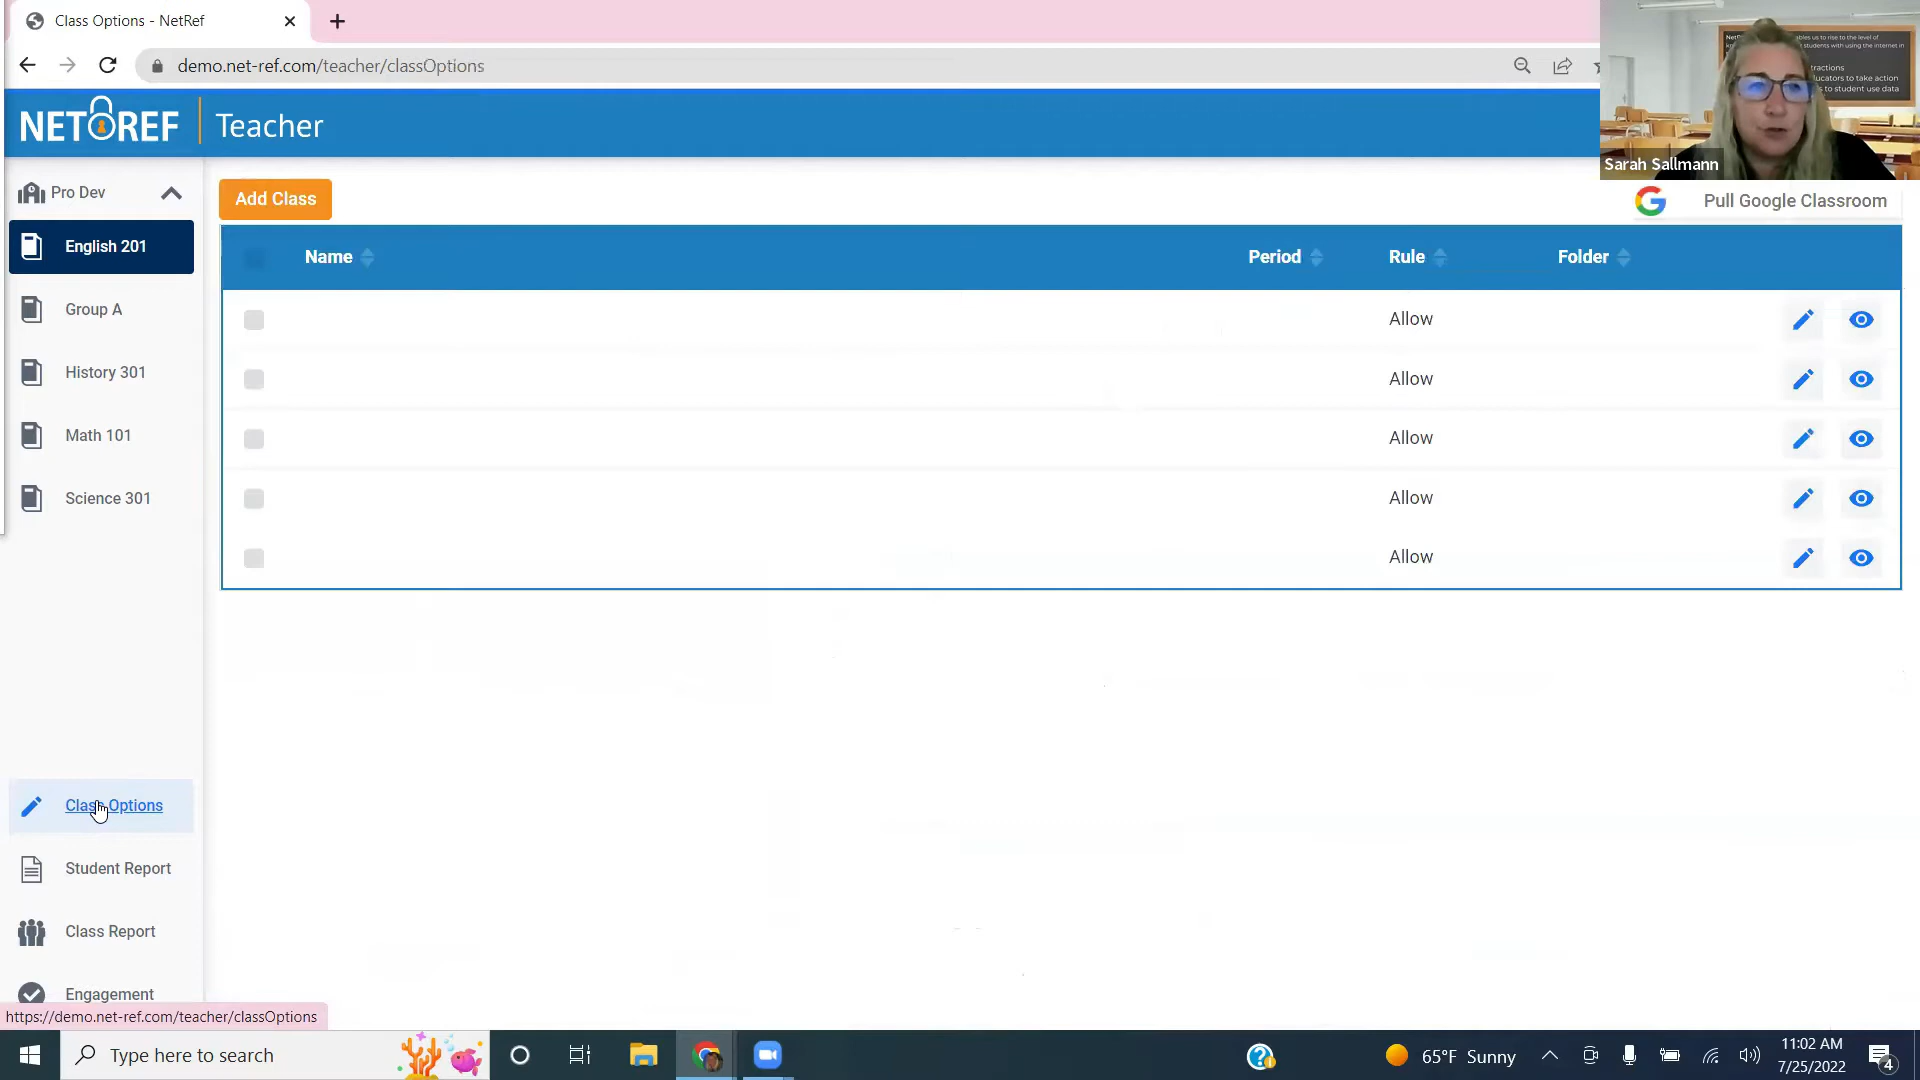 Class Options - NetRef
demo.net-ref.com/teacher/classOptions
NETREF Teacher
Sarah Sallmann
Pro Dev
English 201
Group A
History 301
Math 101
Science 301
Class Options
Student Report
Class Report
Engagement
Add Class
Pull Google Classroom
Name Period Rule Folder
Allow
Allow
Allow
Allow
Allow
https://demo.net-ref.com/teacher/classOptions
Type here to search
65°F Sunny
11:02 AM
7/25/2022
4